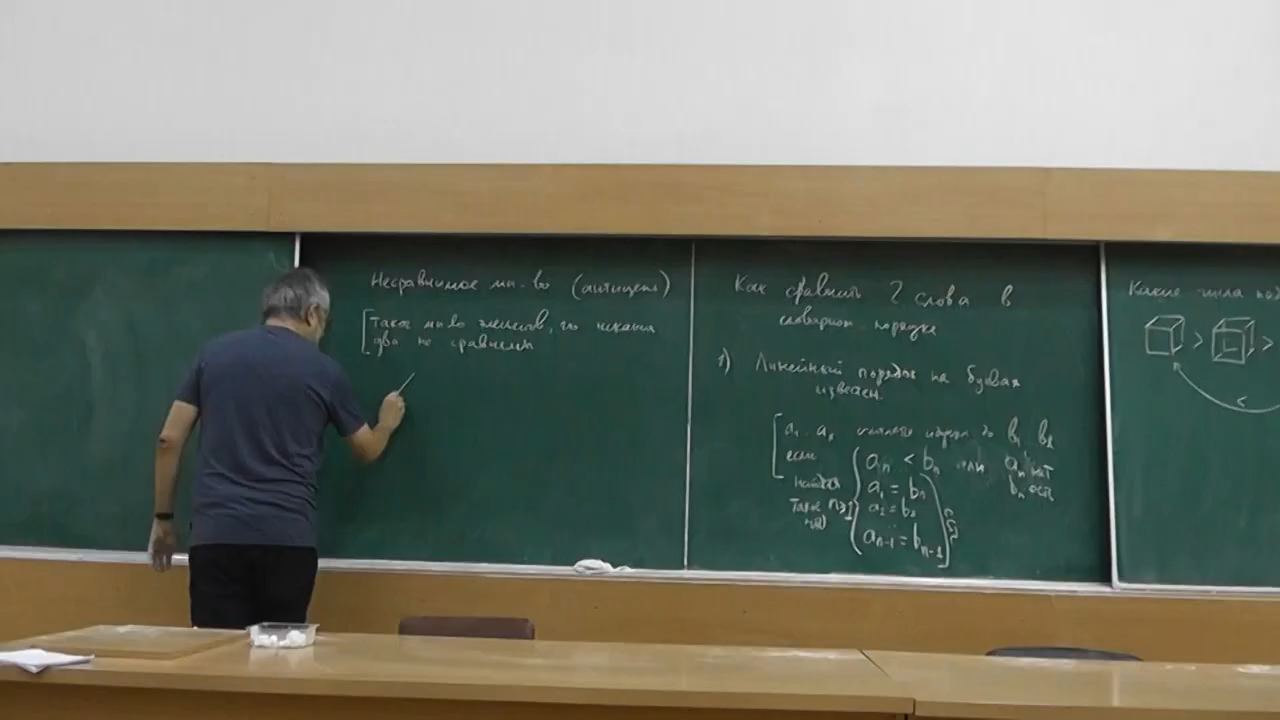 Несравнимое мн-во (антицепь)
такое мн-во элементов, что никакие
два не сравнимы
Как сравнить 2 слова в
словарном порядке
1) Линейный порядок на буквах
известен.
a₁ a₂ b₁ b₂
если
aₙ < bₙ или aₙ нет
bₙ есть
a₁ = b₁
такое n≥1
a₂ = b₂
aₙ₋₁ = bₙ₋₁
Какие числа
> >
<